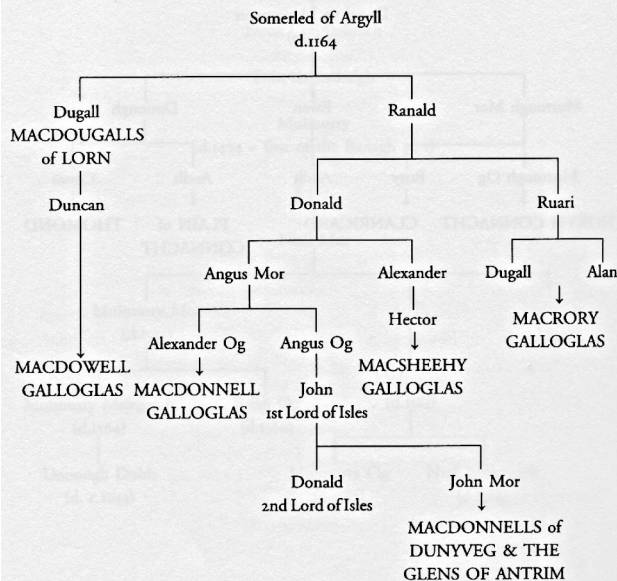 Somerled of Argyll
d.1164
Dugall
MACDOUGALLS
of LORN
Ranald
Duncan
Donald
Ruari
Angus Mor
Alexander
Dugall
Alan
Hector
MACRORY
GALLOGLAS
Alexander Og
Angus Og
MACDOWELL
GALLOGLAS
MACDONNELL
GALLOGLAS
John
1st Lord of Isles
MACSHEEHY
GALLOGLAS
Donald
2nd Lord of Isles
John Mor
MACDONNELLS of
DUNYVEG & THE
GLENS OF ANTRIM